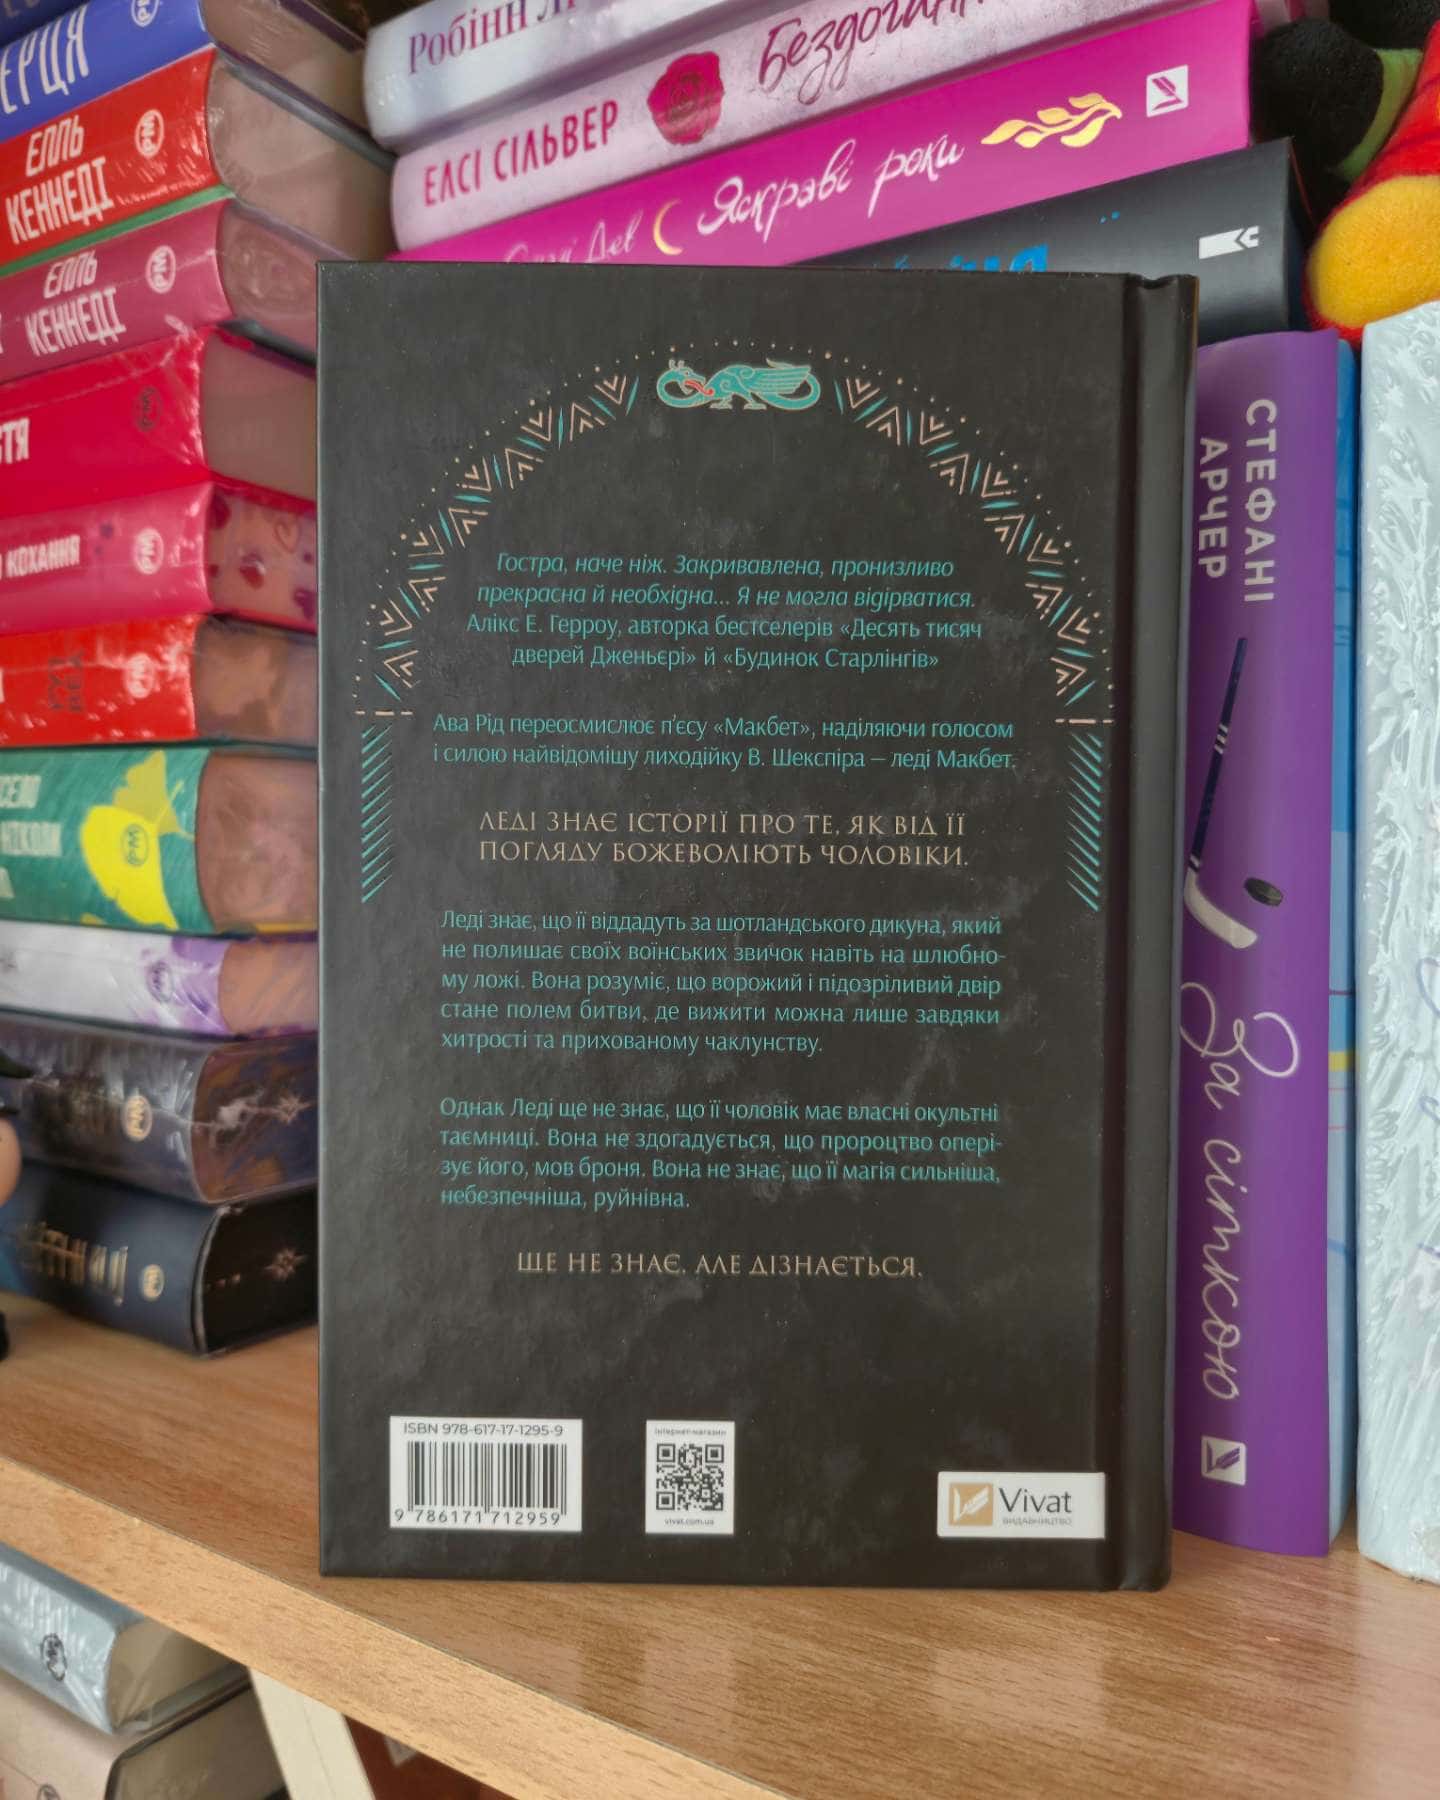 ЕРЦЯ
ЕЛЛЬ
КЕННЕДІ
ЕЛЛЬ
КЕННЕДІ
СТЯ
КОХАННЯ
Робінн
ЕЛСІ СІЛЬВЕР
Яскраві роки
СТЕФАНІ
АРЧЕР
За сіткою
Гостра, наче ніж. Закривавлена, пронизливо
прекрасна й необхідна... Я не могла відірватися.
Алікс Е. Герроу, авторка бестселерів «Десять тисяч
дверей Дженьєрі» й «Будинок Старлінгів»
Ава Рід переосмислює п’єсу «Макбет», наділяючи голосом
і силою найвідомішу лиходійку В. Шекспіра — леді Макбет.
ЛЕДІ ЗНАЄ ІСТОРІЇ ПРО ТЕ, ЯК ВІД ЇЇ
ПОГЛЯДУ БОЖЕВОЛІЮТЬ ЧОЛОВІКИ.
Леді знає, що її віддадуть за шотландського дикуна, який
не полишає своїх воїнських звичок навіть на шлюбно-
му ложі. Вона розуміє, що ворожий і підозріливий двір
стане полем битви, де вижити можна лише завдяки
хитрості та прихованому чаклунству.
Однак Леді ще не знає, що її чоловік має власні окультні
таємниці. Вона не здогадується, що пророцтво опері-
зує його, мов броня. Вона не знає, що її магія сильніша,
небезпечніша, руйнівна.
ЩЕ НЕ ЗНАЄ. АЛЕ ДІЗНАЄТЬСЯ.
ISBN 978-617-17-1295-9
9 786171 712959
інтернет-магазин
vivat.com.ua
Vivat
ВИДАВНИЦТВО